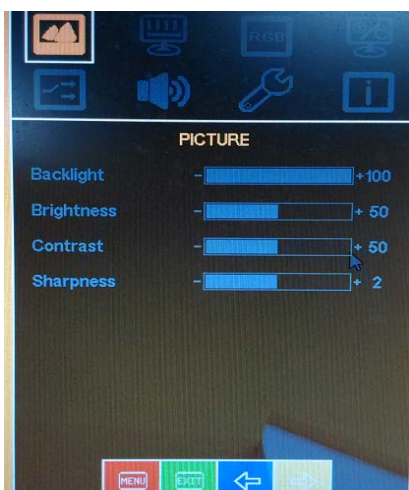 RGB
PICTURE
Backlight - + 100
Brightness - + 50
Contrast - + 50
Sharpness - + 2
MENU EXIT